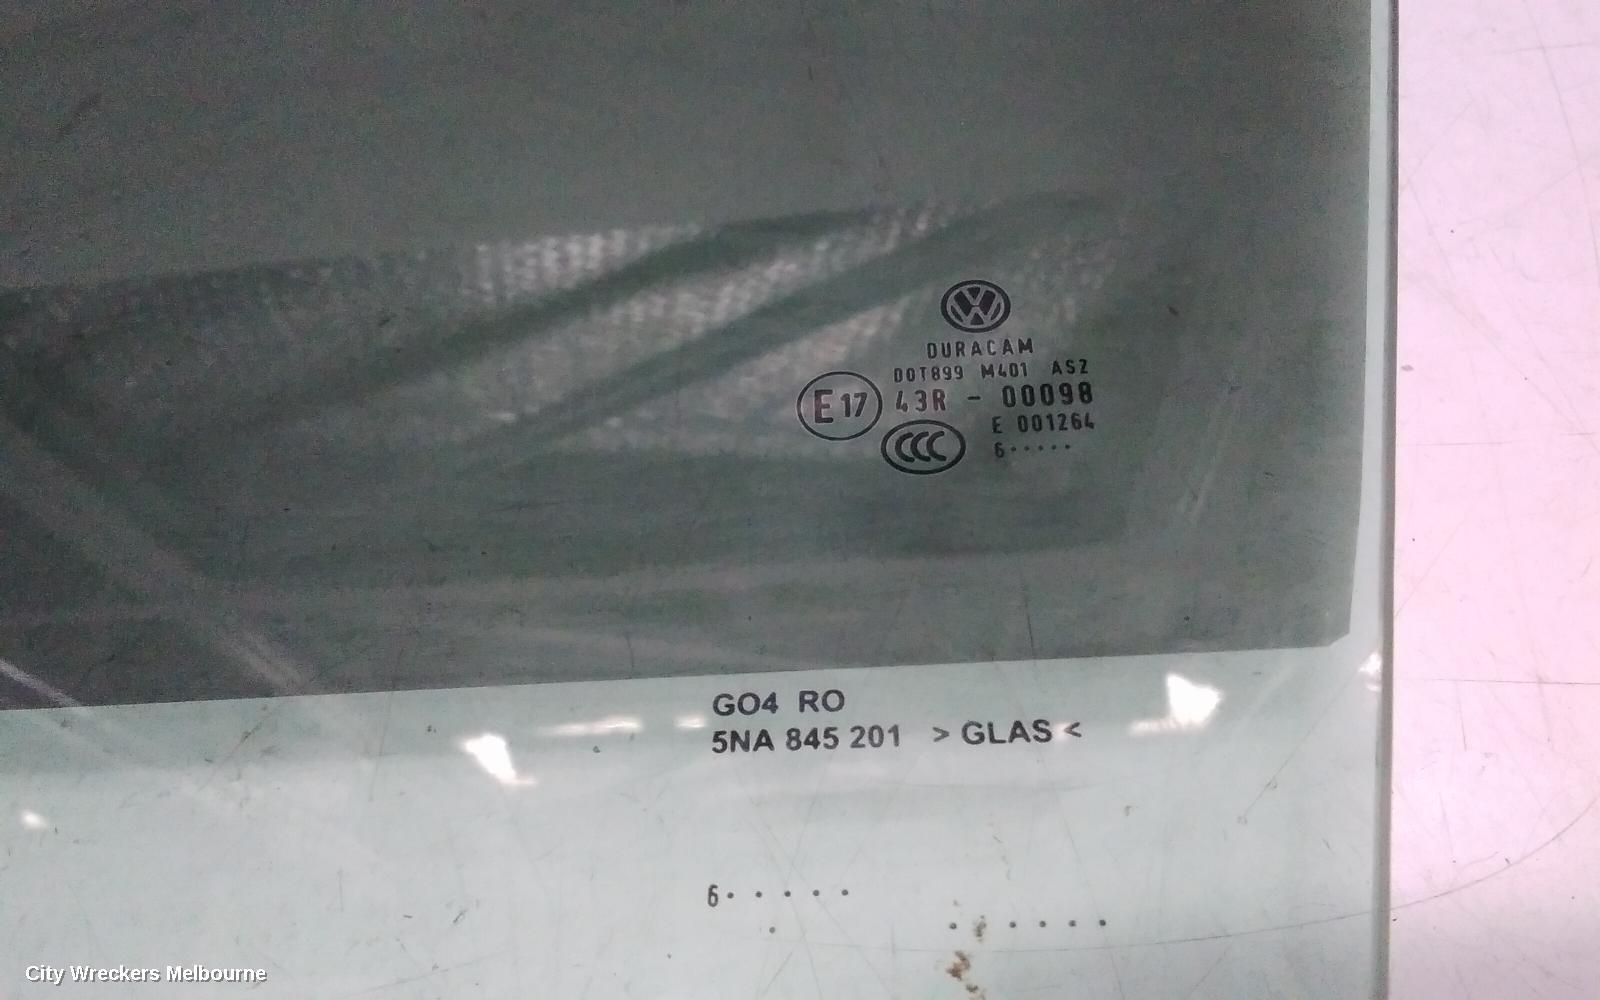 DURACAM
DOT899 M401 AS2
E17 43R - 00098
E 001264
CCC 6·····
GO4 RO
5NA 845 201 >GLAS<
6·····
City Wreckers Melbourne